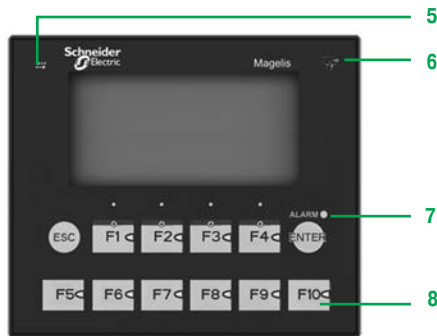 5
Schneider
Electric
Magelis
6
ALARM
7
ESC
F1
F2
F3
F4
ENTER
F5
F6
F7
F8
F9
F10
8